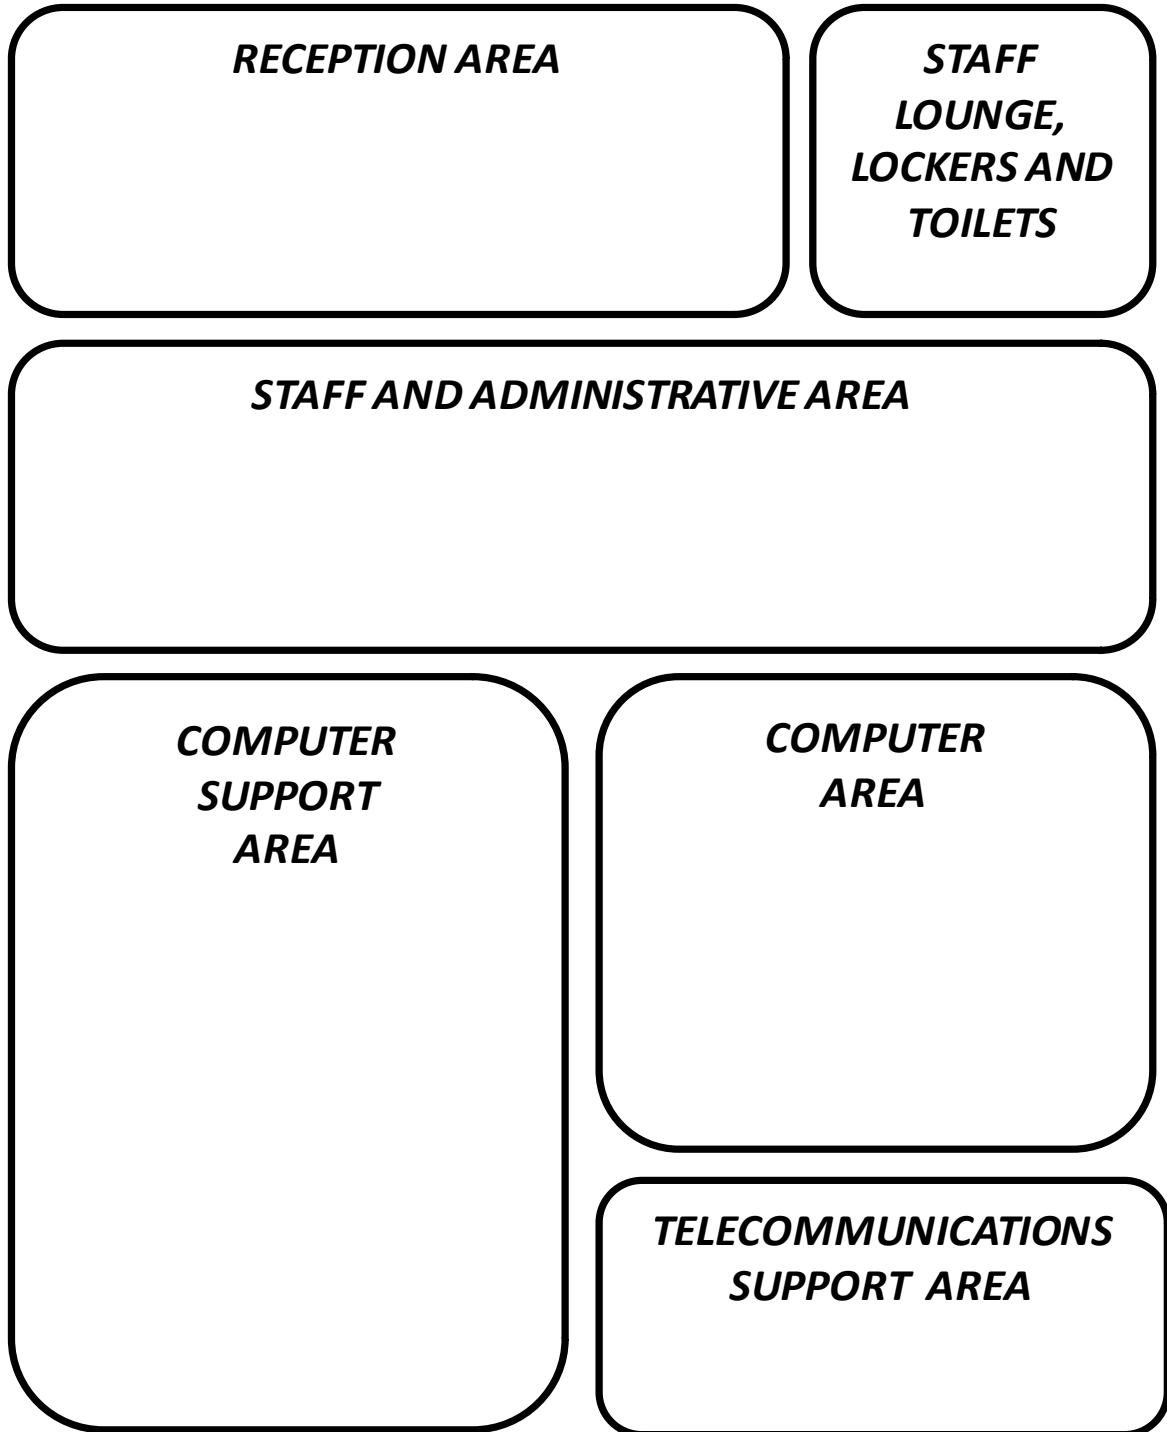 RECEPTION AREA
STAFF
LOUNGE,
LOCKERS AND
TOILETS
STAFF AND ADMINISTRATIVE AREA
COMPUTER
SUPPORT
AREA
COMPUTER
AREA
TELECOMMUNICATIONS
SUPPORT AREA